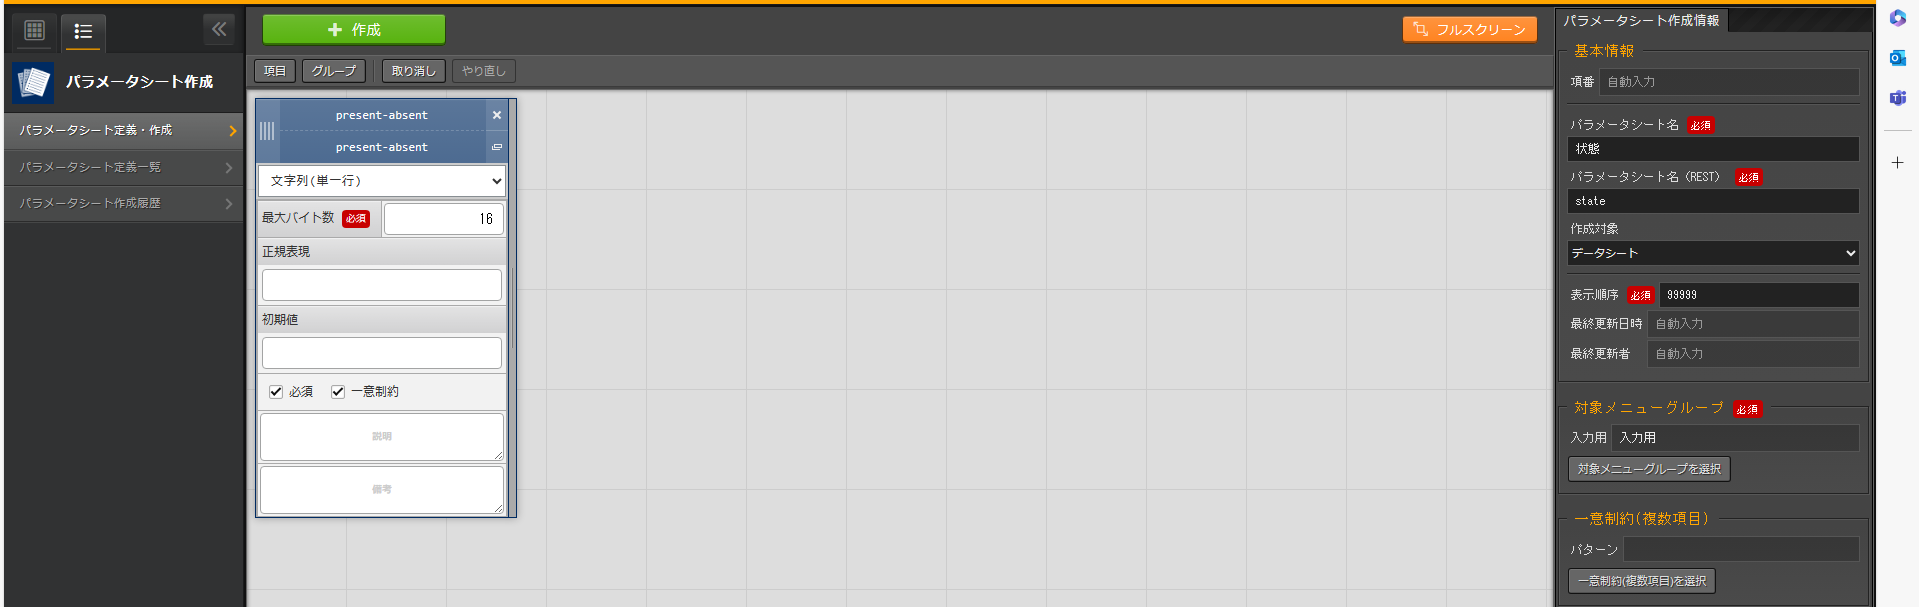 パラメータシート作成
パラメータシート定義・作成
パラメータシート定義一覧
パラメータシート作成履歴
作成
フルスクリーン
項目
グループ
取り消し
やり直し
present-absent
present-absent
文字列(単一行)
最大バイト数 必須 16
正規表現
初期値
必須 一意制約
説明
備考
パラメータシート作成情報
基本情報
項番 自動入力
パラメータシート名 必須
状態
パラメータシート名 (REST) 必須
state
作成対象
データシート
表示順序 必須 99999
最終更新日時 自動入力
最終更新者 自動入力
対象メニューグループ 必須
入力用 入力用
対象メニューグループを選択
一意制約(複数項目)
パターン
一意制約(複数項目)を選択